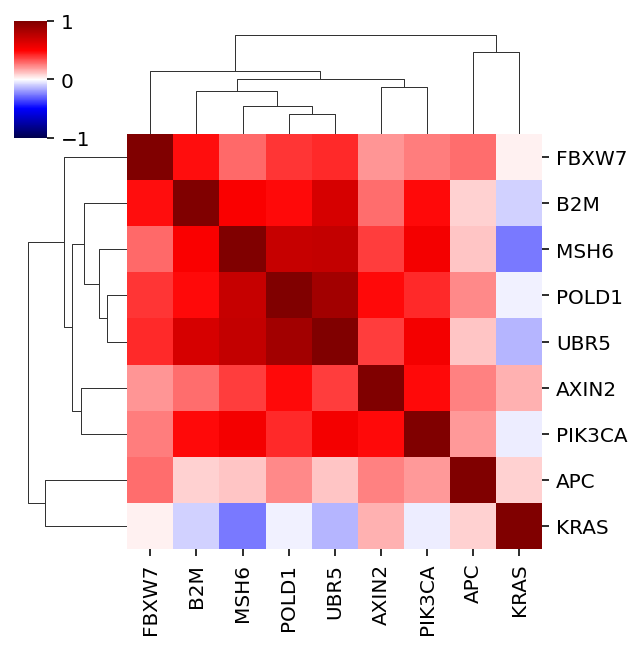 1
0
−1
FBXW7
B2M
MSH6
POLD1
UBR5
AXIN2
PIK3CA
APC
KRAS
FBXW7
B2M
MSH6
POLD1
UBR5
AXIN2
PIK3CA
APC
KRAS